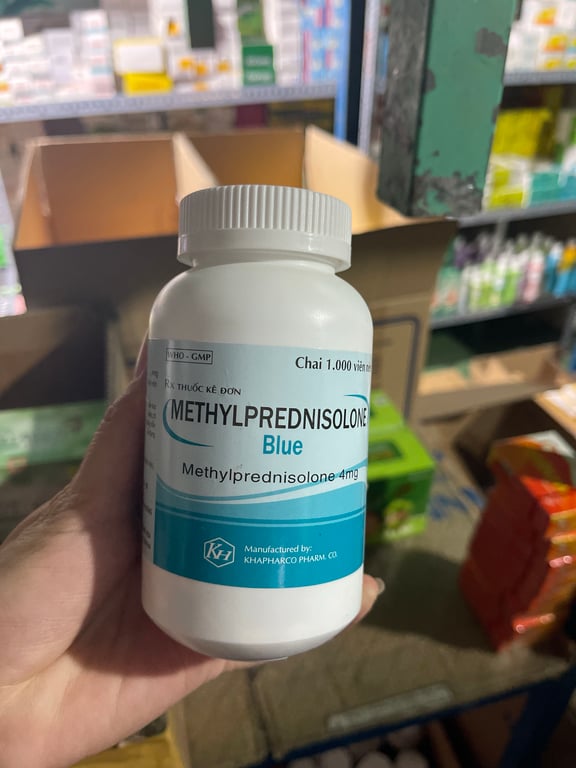 WHO - GMP
Chai 1.000 viên
Rx THUỐC KÊ ĐƠN
METHYLPREDNISOLONE
Blue
Methylprednisolone 4mg
KH
Manufactured by:
KHAPHARCO PHARM. CO.